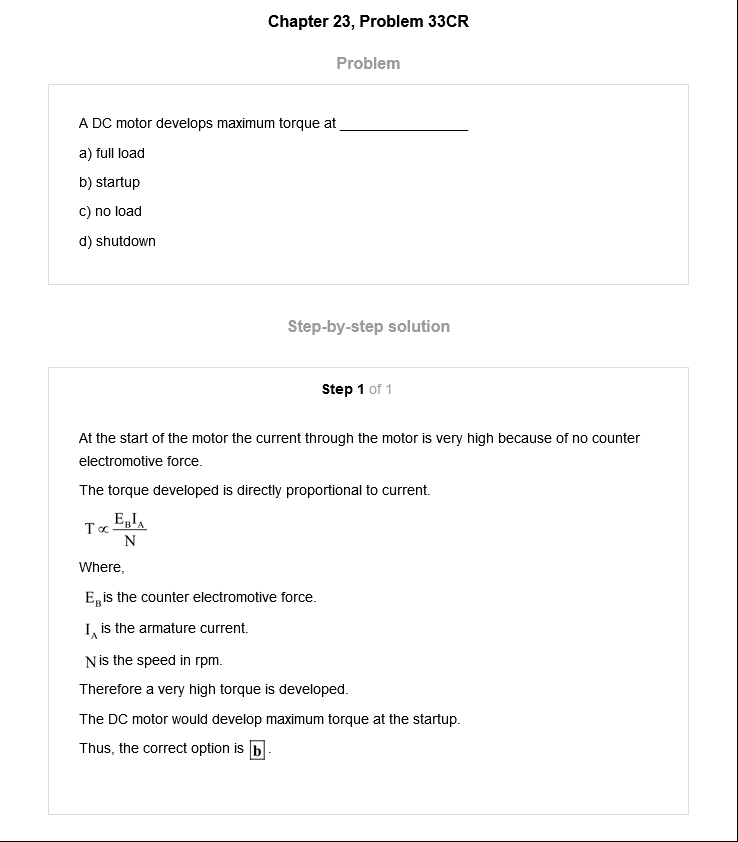 Chapter 23, Problem 33CR
Problem
A DC motor develops maximum torque at ________________
a) full load
b) startup
c) no load
d) shutdown
Step-by-step solution
Step 1 of 1
At the start of the motor the current through the motor is very high because of no counter
electromotive force.
The torque developed is directly proportional to current.
T ∝ E_B I_A / N
Where,
E_B is the counter electromotive force.
I_A is the armature current.
N is the speed in rpm.
Therefore a very high torque is developed.
The DC motor would develop maximum torque at the startup.
Thus, the correct option is b .